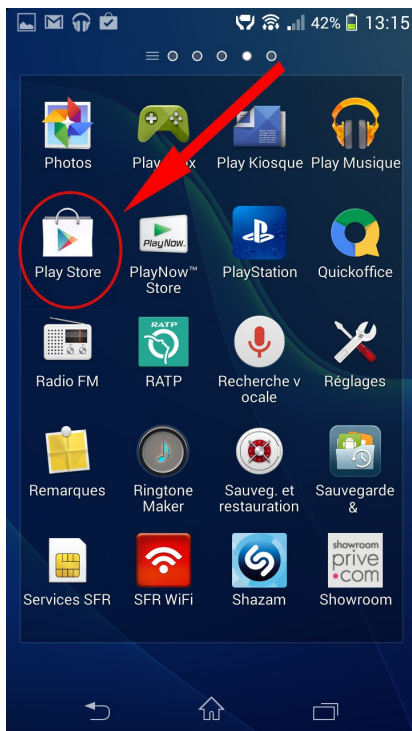 42% 13:15
Photos
Play Kiosque
Play Musique
Play Store
PlayNow.
PlayNow™
Store
PlayStation
Quickoffice
Radio FM
RATP
RATP
Recherche v
ocale
Réglages
Remarques
Ringtone
Maker
Sauveg. et
restauration
Sauvegarde
&
Services SFR
SFR WiFi
Shazam
showroom
prive
•com
Showroom